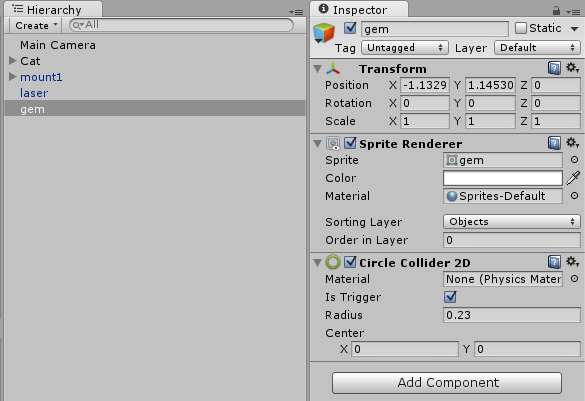 Hierarchy
Create
All
Main Camera
Cat
mount1
laser
gem
Inspector
gem
Static
Tag Untagged Layer Default
Transform
Position X -1.1329 Y 1.14530 Z 0
Rotation X 0 Y 0 Z 0
Scale X 1 Y 1 Z 1
Sprite Renderer
Sprite gem
Color
Material Sprites-Default
Sorting Layer Objects
Order in Layer 0
Circle Collider 2D
Material None (Physics Mater
Is Trigger
Radius 0.23
Center
X 0 Y 0
Add Component